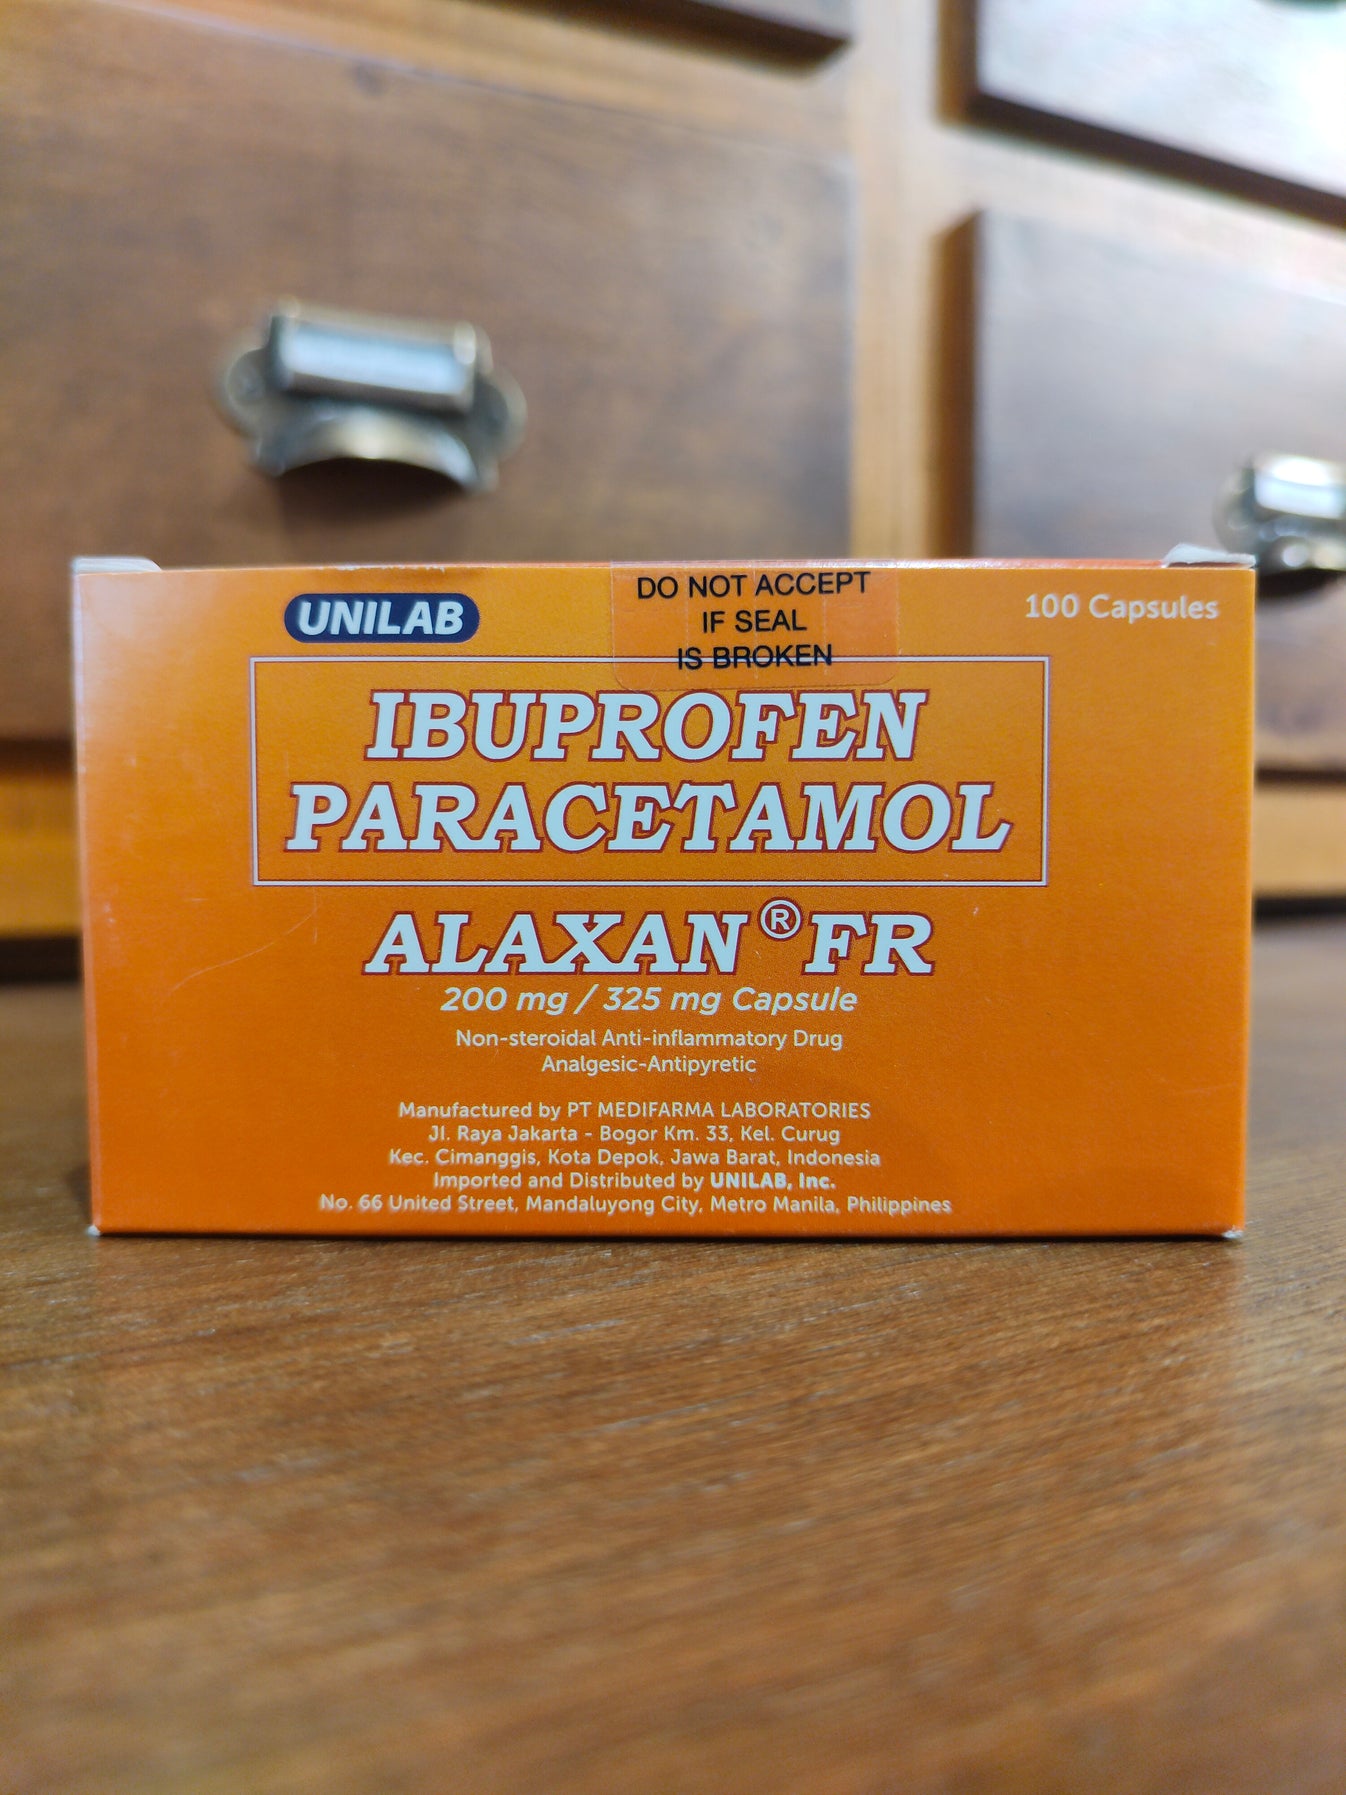 UNILAB
DO NOT ACCEPT
IF SEAL
IS BROKEN
100 Capsules
IBUPROFEN
PARACETAMOL
ALAXAN® FR
200 mg / 325 mg Capsule
Non-steroidal Anti-inflammatory Drug
Analgesic-Antipyretic
Manufactured by PT MEDIFARMA LABORATORIES
Jl. Raya Jakarta - Bogor Km. 33, Kel. Curug
Kec. Cimanggis, Kota Depok, Jawa Barat, Indonesia
Imported and Distributed by UNILAB, Inc.
No. 66 United Street, Mandaluyong City, Metro Manila, Philippines